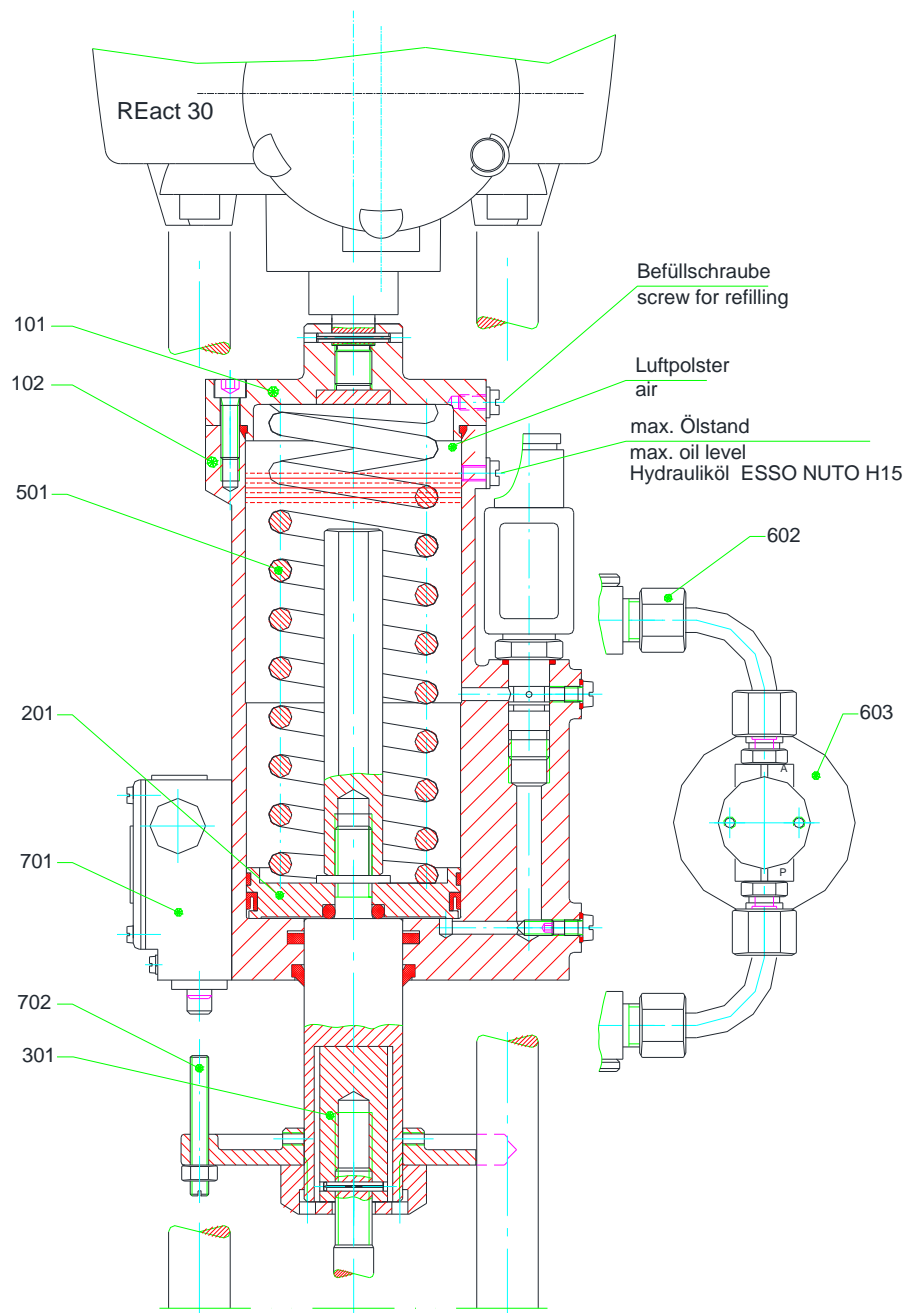 REact 30
Befüllschraube
screw for refilling
101
102
Luftpolster
air
max. Ölstand
max. oil level
Hydrauliköl ESSO NUTO H15
501
602
201
603
A
P
701
702
301